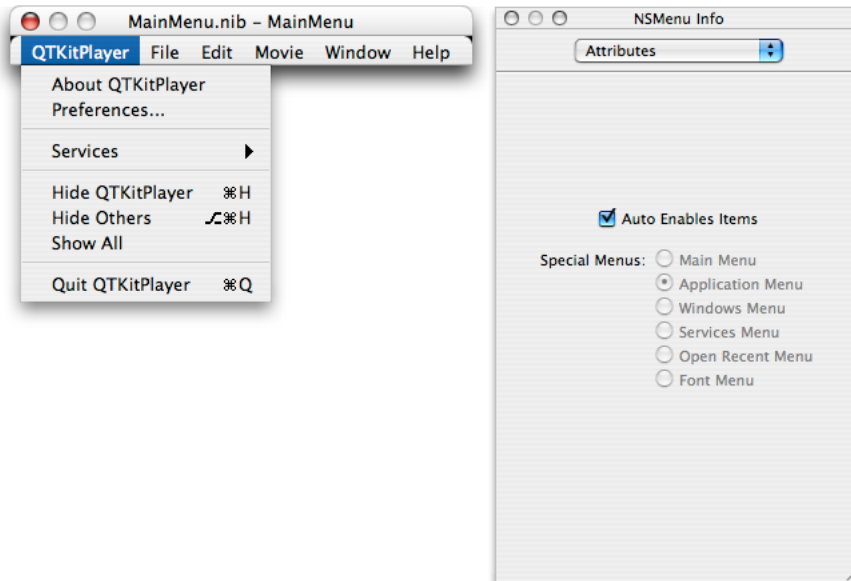 MainMenu.nib – MainMenu
QTKitPlayer File Edit Movie Window Help
About QTKitPlayer
Preferences...
Services
Hide QTKitPlayer ⌘H
Hide Others ⌥⌘H
Show All
Quit QTKitPlayer ⌘Q
NSMenu Info
Attributes
Auto Enables Items
Special Menus: Main Menu
Application Menu
Windows Menu
Services Menu
Open Recent Menu
Font Menu